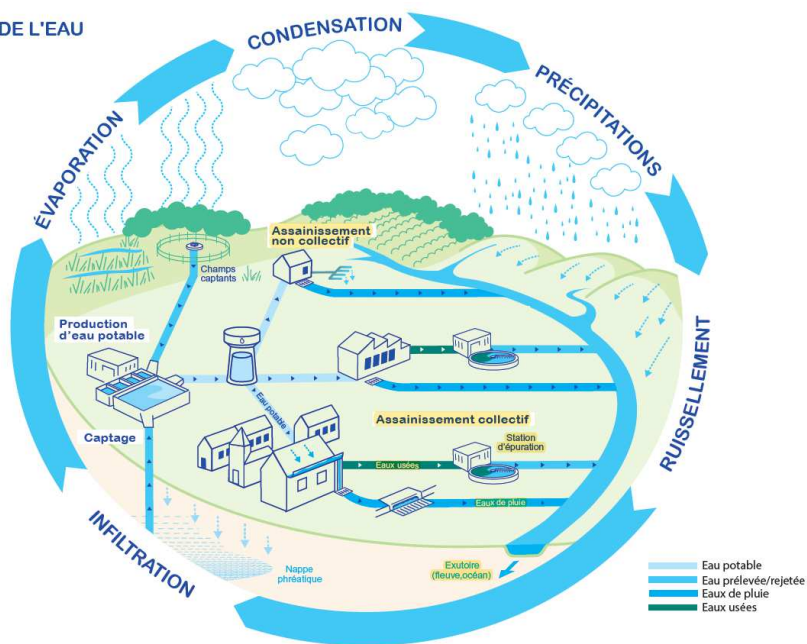 DE L'EAU
CONDENSATION
PRÉCIPITATIONS
ÉVAPORATION
Assainissement
non collectif
Champs
captants
Production
d'eau potable
RUISSELLEMENT
Eau potable
Assainissement collectif
Captage
Station
d'épuration
Eaux usées
Eaux de pluie
INFILTRATION
Nappe
phréatique
Exutoire
(fleuve,océan)
Eau potable
Eau prélevée/rejetée
Eaux de pluie
Eaux usées